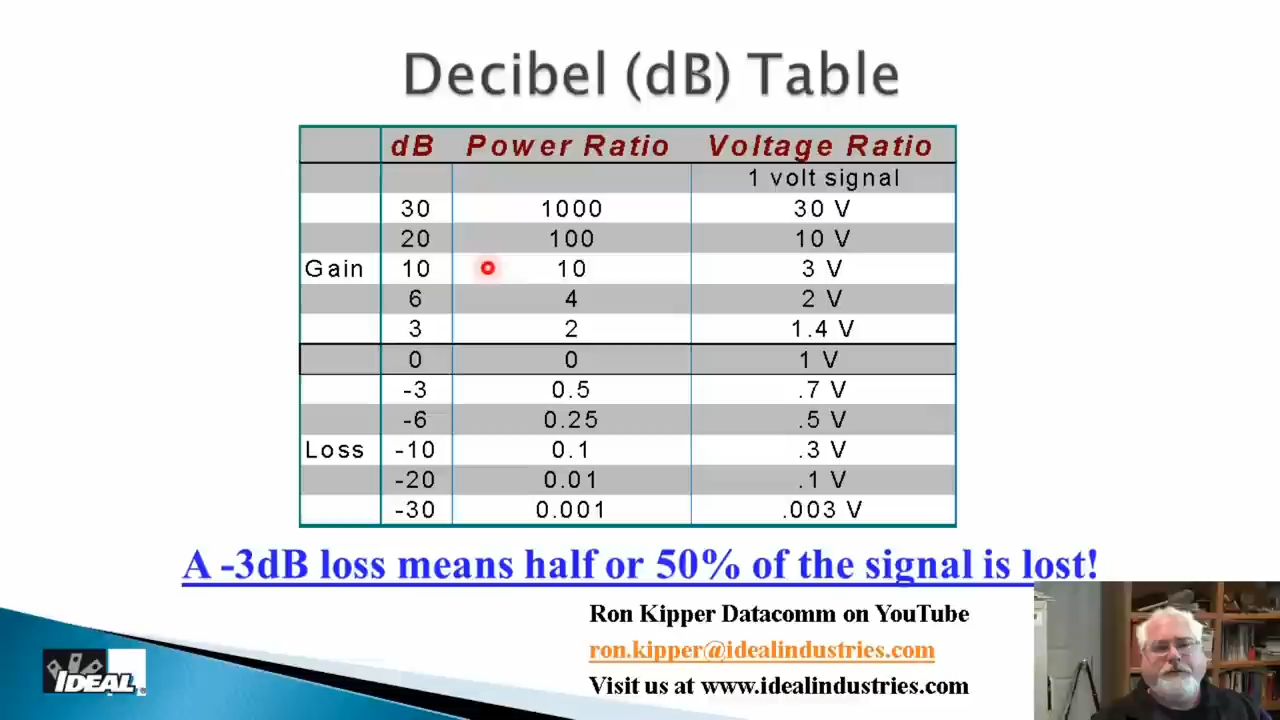 Decibel (dB) Table
dB Power Ratio Voltage Ratio
1 volt signal
30 1000 30 V
20 100 10 V
Gain 10 10 3 V
6 4 2 V
3 2 1.4 V
0 0 1 V
-3 0.5 .7 V
-6 0.25 .5 V
Loss -10 0.1 .3 V
-20 0.01 .1 V
-30 0.001 .003 V
A -3dB loss means half or 50% of the signal is lost!
Ron Kipper Datacomm on YouTube
ron.kipper@idealindustries.com
Visit us at www.idealindustries.com
IDEAL